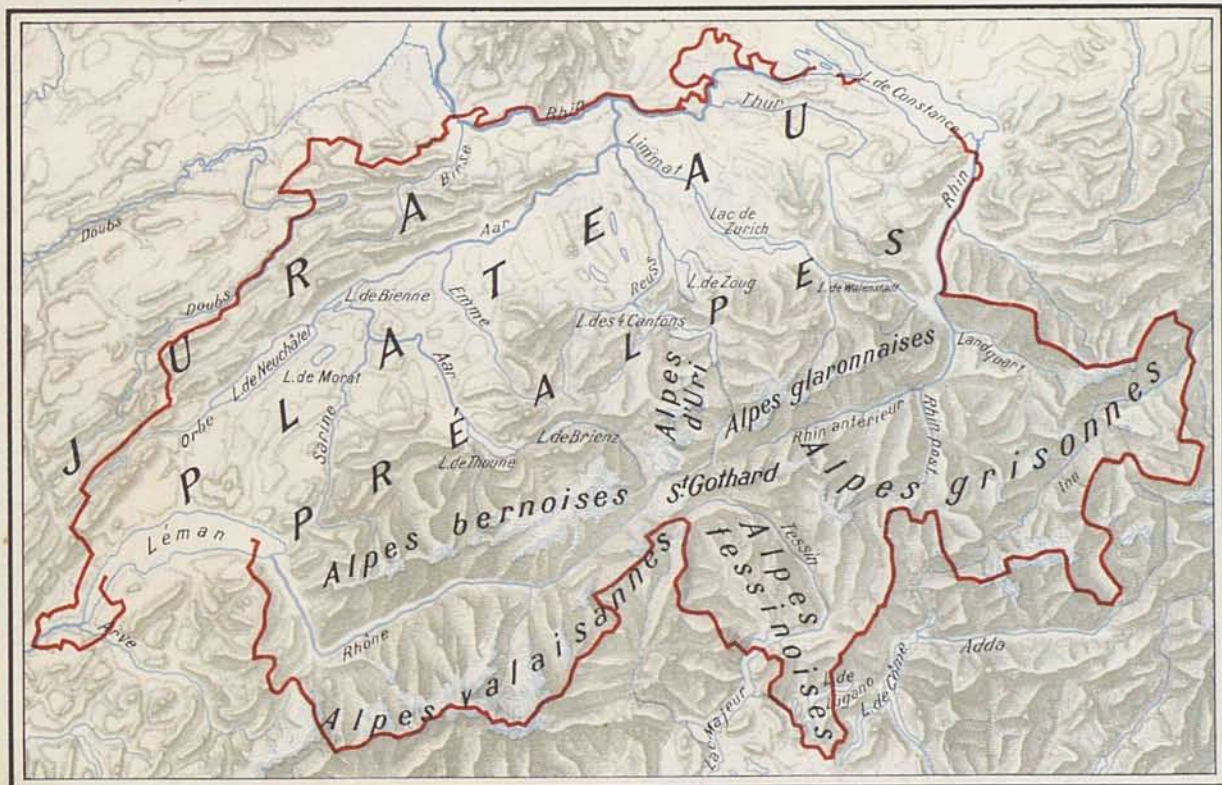 JURA
PLATEAU
PRÉALPES
Rhin
Thur
L. de Constance
Rhin
Limmat
Birse
Doubs
Aar
Lac de
Zurich
Doubs
L. de Bienne
Emme
Reuss
L. de Zoug
L. de Walenstadt
L. des 4 Cantons
L. de Neuchâtel
L. de Morat
Aar
Alpes
d'Uri
Alpes glaronnaises
Landquart
Orbe
Sarine
L. de Thoune
L. de Brienz
Rhin antérieur
Rhin post.
Alpes bernoises
St Gothard
Alpes grisonnes
Inn
Léman
Tessin
Alpes
tessinoises
Arve
Rhône
Alpes valaisannes
Adda
Lac Majeur
L. de
Lugano
L. de Côme